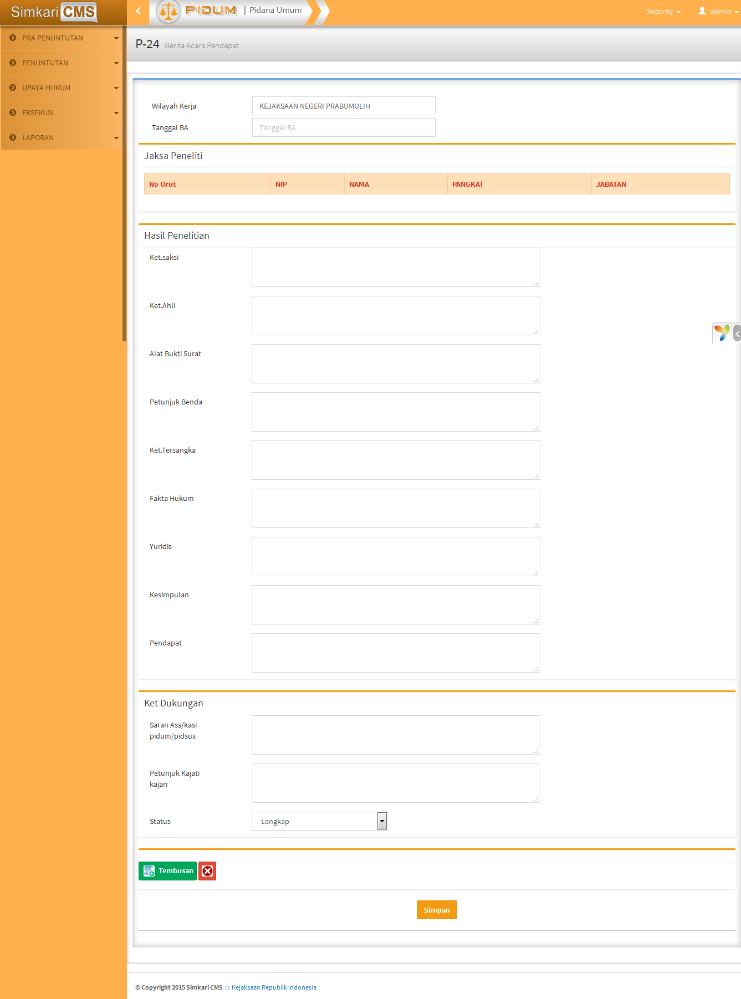 Simkari CMS
PIDUM | Pidana Umum
Security
admin
PRA PENUNTUTAN
PENUNTUTAN
UPAYA HUKUM
EKSEKUSI
LAPORAN
P-24 Berita Acara Pendapat
Wilayah Kerja KEJAKSAAN NEGERI PRABUMULIH
Tanggal BA Tanggal BA
Jaksa Peneliti
No Urut NIP NAMA PANGKAT JABATAN
Hasil Penelitian
Ket.saksi
Ket.Ahli
Alat Bukti Surat
Petunjuk Benda
Ket.Tersangka
Fakta Hukum
Yuridis
Kesimpulan
Pendapat
Ket Dukungan
Saran Ass/kasi
pidum/pidsus
Petunjuk Kajati
kajari
Status Lengkap
Tembusan
Simpan
© Copyright 2015 Simkari CMS :: Kejaksaan Republik Indonesia